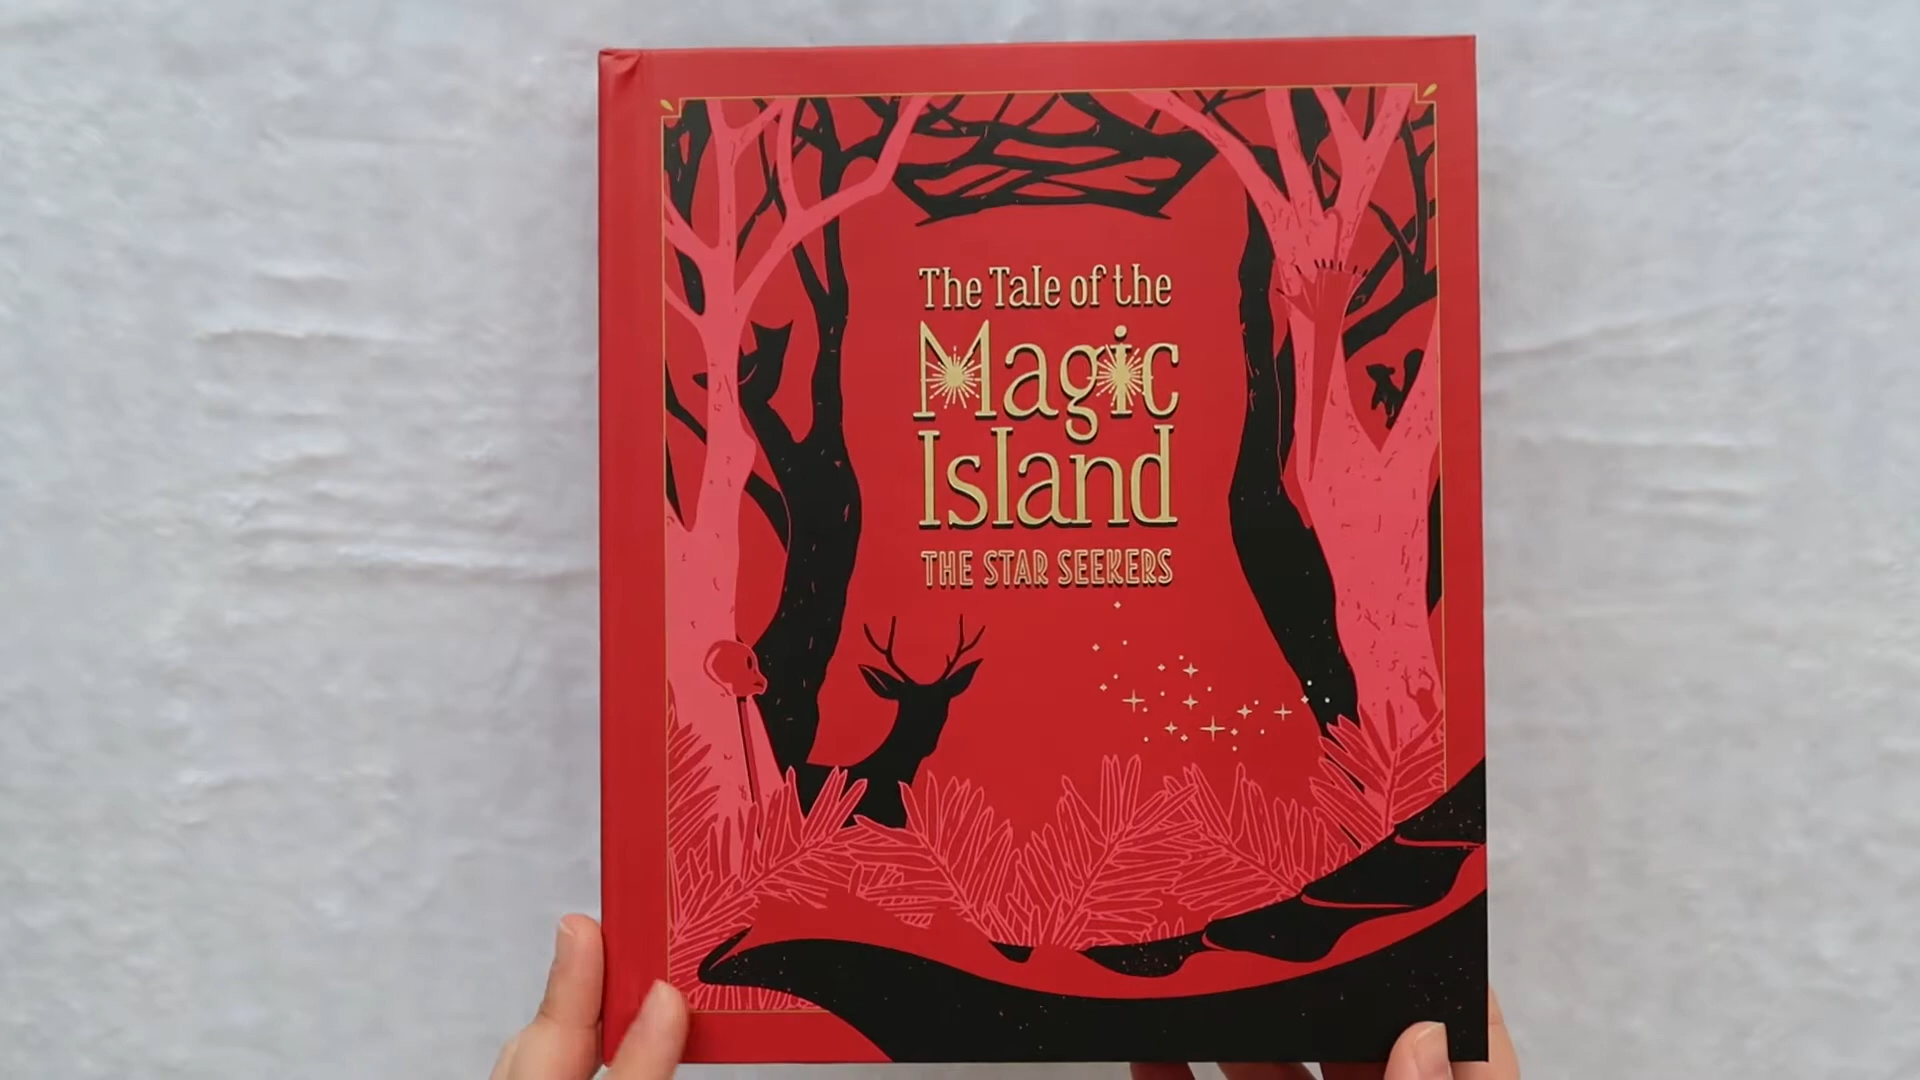 The Tale of the
Magic
Island
THE STAR SEEKERS